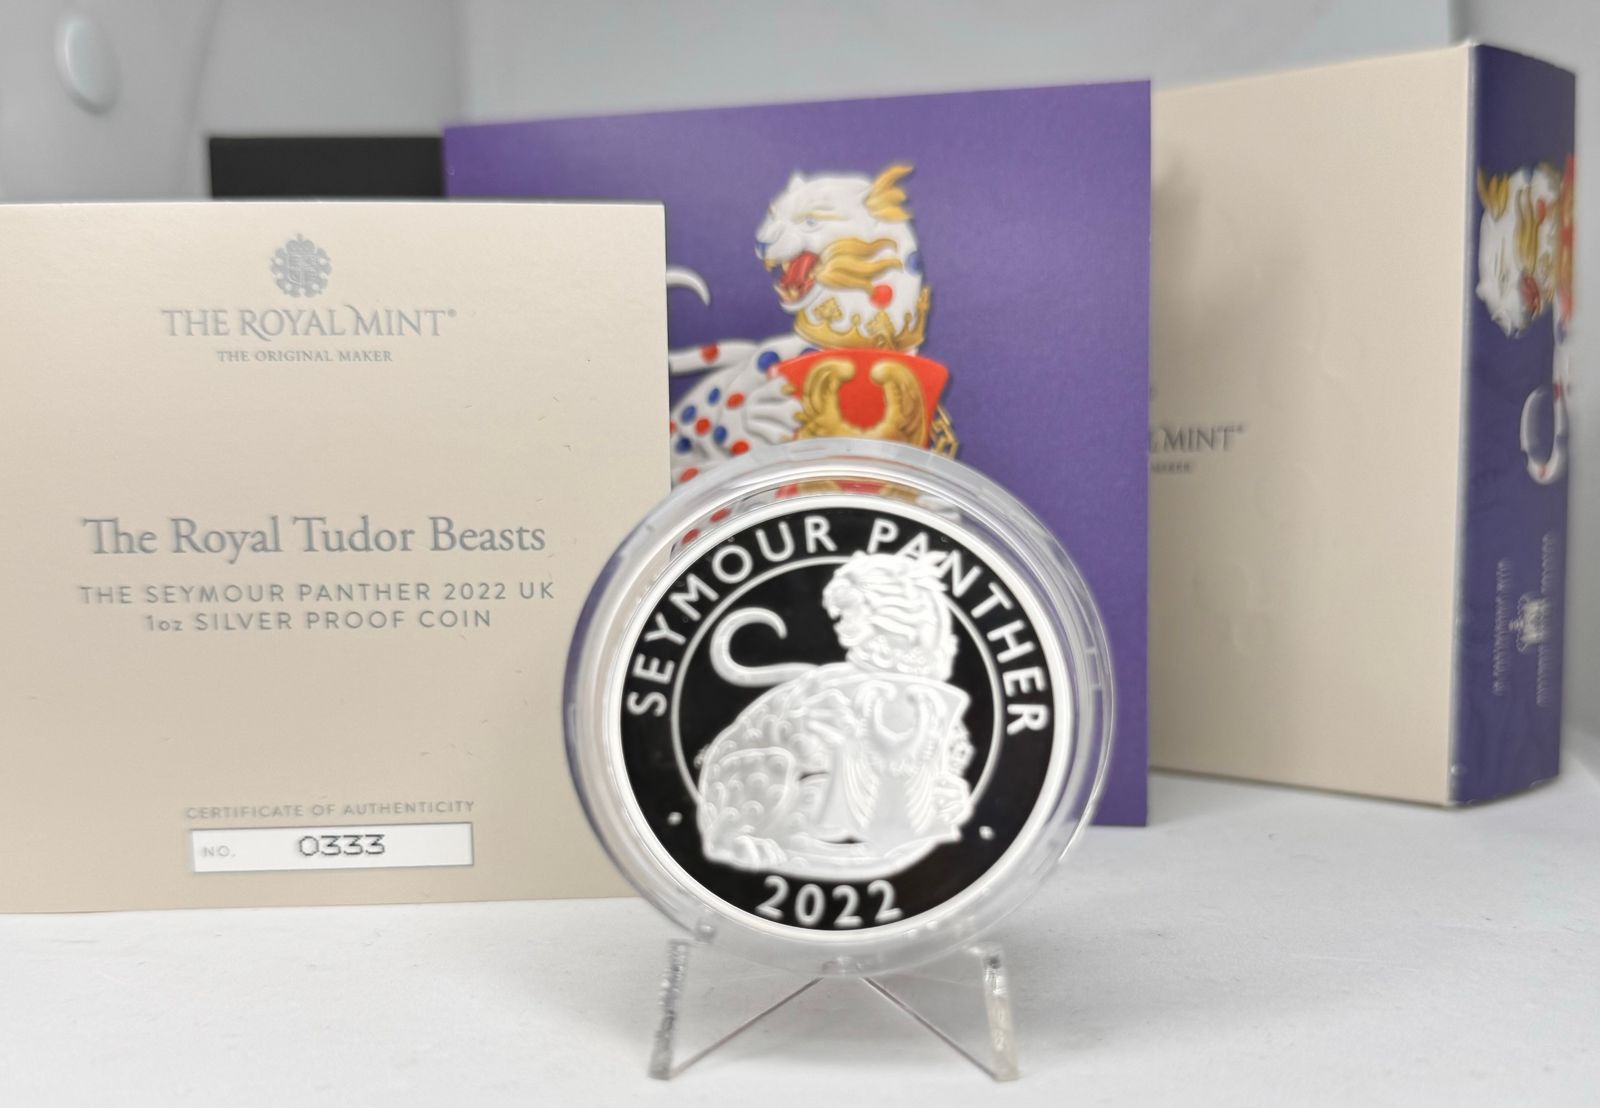 THE ROYAL MINT®
THE ORIGINAL MAKER
The Royal Tudor Beasts
THE SEYMOUR PANTHER 2022 UK
1oz SILVER PROOF COIN
CERTIFICATE OF AUTHENTICITY
NO. 0333
SEYMOUR PANTHER
2022
MINT®